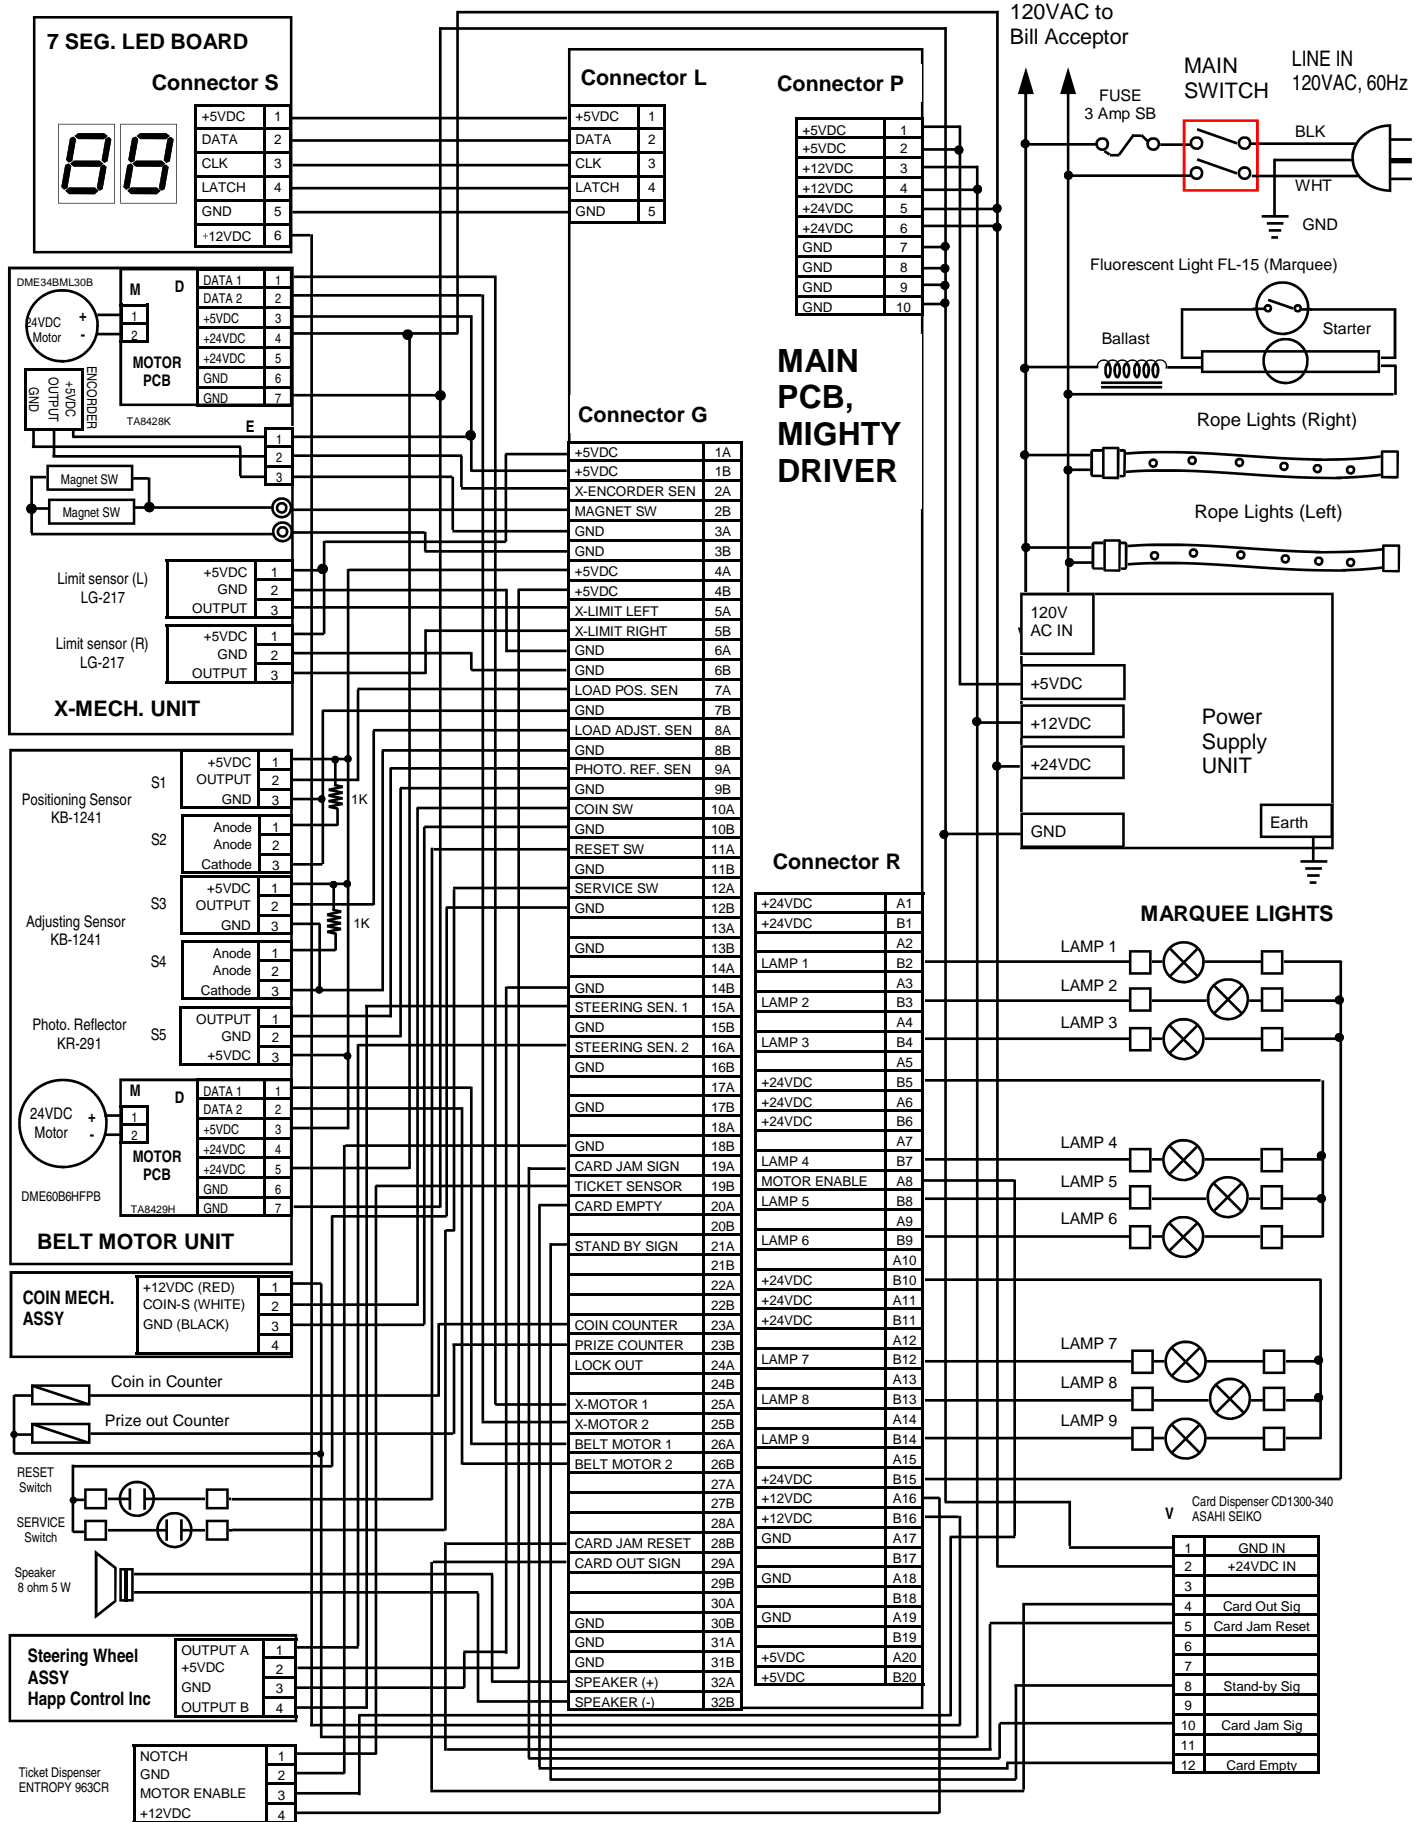 120VAC to
Bill Acceptor
7 SEG. LED BOARD
Connector S
+5VDC 1
DATA 2
CLK 3
LATCH 4
GND 5
+12VDC 6
Connector L
+5VDC 1
DATA 2
CLK 3
LATCH 4
GND 5
Connector P
+5VDC 1
+5VDC 2
+12VDC 3
+12VDC 4
+24VDC 5
+24VDC 6
GND 7
GND 8
GND 9
GND 10
FUSE
3 Amp SB
MAIN
SWITCH
LINE IN
120VAC, 60Hz
BLK
WHT
GND
Fluorescent Light FL-15 (Marquee)
Starter
Ballast
Rope Lights (Right)
Rope Lights (Left)
DME34BML30B
24VDC
Motor
+
-
M
1
2
D
MOTOR
PCB
TA8428K
DATA 1 1
DATA 2 2
+5VDC 3
+24VDC 4
+24VDC 5
GND 6
GND 7
ENCORDER
+5VDC
OUTPUT
GND
E
1
2
3
Magnet SW
Magnet SW
Limit sensor (L)
LG-217
+5VDC 1
GND 2
OUTPUT 3
Limit sensor (R)
LG-217
+5VDC 1
GND 2
OUTPUT 3
X-MECH. UNIT
MAIN
PCB,
MIGHTY
DRIVER
Connector G
+5VDC 1A
+5VDC 1B
X-ENCORDER SEN 2A
MAGNET SW 2B
GND 3A
GND 3B
+5VDC 4A
+5VDC 4B
X-LIMIT LEFT 5A
X-LIMIT RIGHT 5B
GND 6A
GND 6B
LOAD POS. SEN 7A
GND 7B
LOAD ADJST. SEN 8A
GND 8B
PHOTO. REF. SEN 9A
GND 9B
COIN SW 10A
GND 10B
RESET SW 11A
GND 11B
SERVICE SW 12A
GND 12B
13A
GND 13B
14A
GND 14B
STEERING SEN. 1 15A
GND 15B
STEERING SEN. 2 16A
GND 16B
17A
GND 17B
18A
GND 18B
CARD JAM SIGN 19A
TICKET SENSOR 19B
CARD EMPTY 20A
20B
STAND BY SIGN 21A
21B
22A
22B
COIN COUNTER 23A
PRIZE COUNTER 23B
LOCK OUT 24A
24B
X-MOTOR 1 25A
X-MOTOR 2 25B
BELT MOTOR 1 26A
BELT MOTOR 2 26B
27A
27B
28A
CARD JAM RESET 28B
CARD OUT SIGN 29A
29B
30A
GND 30B
GND 31A
GND 31B
SPEAKER (+) 32A
SPEAKER (-) 32B
120V
AC IN
+5VDC
+12VDC
+24VDC
GND
Power
Supply
UNIT
Earth
Positioning Sensor
KB-1241
S1
+5VDC 1
OUTPUT 2
GND 3
1K
S2
Anode 1
Anode 2
Cathode 3
Adjusting Sensor
KB-1241
S3
+5VDC 1
OUTPUT 2
GND 3
1K
S4
Anode 1
Anode 2
Cathode 3
Photo. Reflector
KR-291
S5
OUTPUT 1
GND 2
+5VDC 3
24VDC
Motor
+
-
DME60B6HFPB
M
1
2
D
MOTOR
PCB
TA8429H
DATA 1 1
DATA 2 2
+5VDC 3
+24VDC 4
+24VDC 5
GND 6
GND 7
BELT MOTOR UNIT
COIN MECH.
ASSY
+12VDC (RED) 1
COIN-S (WHITE) 2
GND (BLACK) 3
4
Coin in Counter
Prize out Counter
RESET
Switch
SERVICE
Switch
Speaker
8 ohm 5 W
Steering Wheel
ASSY
Happ Control Inc
OUTPUT A 1
+5VDC 2
GND 3
OUTPUT B 4
Ticket Dispenser
ENTROPY 963CR
NOTCH 1
GND 2
MOTOR ENABLE 3
+12VDC 4
Connector R
+24VDC A1
+24VDC B1
A2
LAMP 1 B2
A3
LAMP 2 B3
A4
LAMP 3 B4
A5
+24VDC B5
+24VDC A6
+24VDC B6
A7
LAMP 4 B7
MOTOR ENABLE A8
LAMP 5 B8
A9
LAMP 6 B9
A10
+24VDC B10
+24VDC A11
+24VDC B11
A12
LAMP 7 B12
A13
LAMP 8 B13
A14
LAMP 9 B14
A15
+24VDC B15
+12VDC A16
+12VDC B16
GND A17
B17
GND A18
B18
GND A19
B19
+5VDC A20
+5VDC B20
MARQUEE LIGHTS
LAMP 1
LAMP 2
LAMP 3
LAMP 4
LAMP 5
LAMP 6
LAMP 7
LAMP 8
LAMP 9
V
Card Dispenser CD1300-340
ASAHI SEIKO
1 GND IN
2 +24VDC IN
3
4 Card Out Sig
5 Card Jam Reset
6
7
8 Stand-by Sig
9
10 Card Jam Sig
11
12 Card Empty